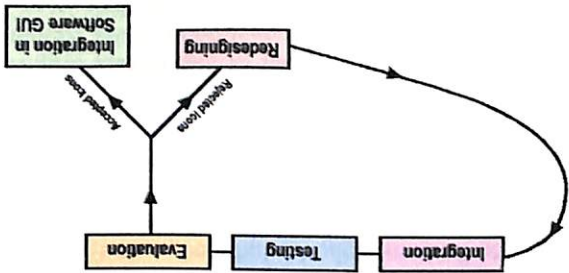 Integration
Testing
Evaluation
Rejected Icons
Accepted Icons
Redesigning
Integration in
Software GUI